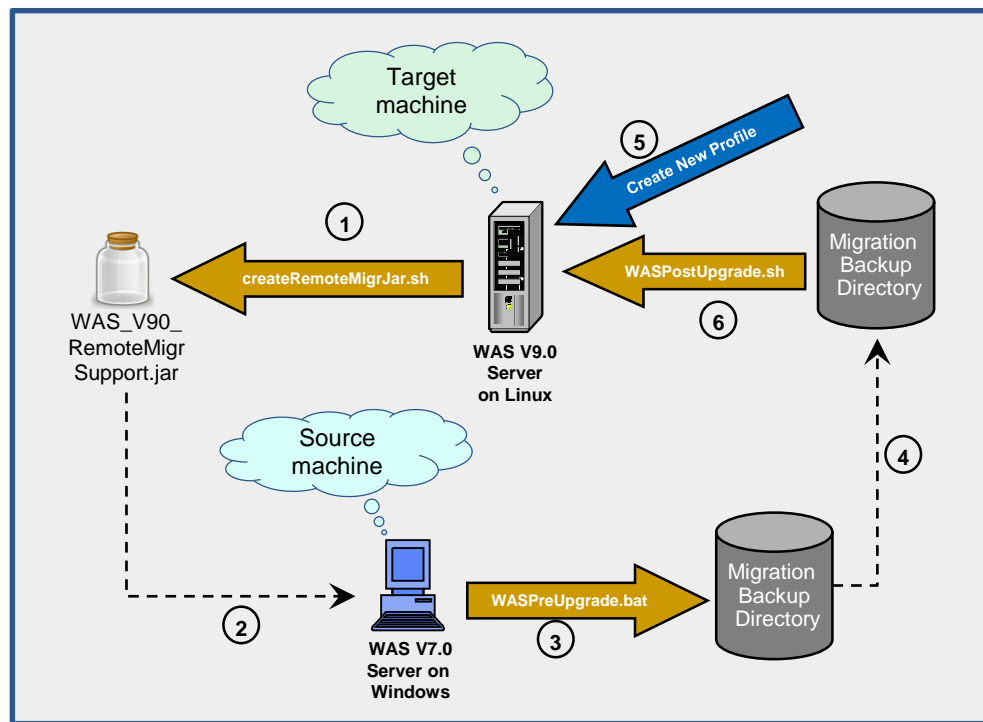 Target
machine
5
Create New Profile
1
createRemoteMigrJar.sh
WASPostUpgrade.sh
6
Migration
Backup
Directory
WAS_V90_
RemoteMigr
Support.jar
WAS V9.0
Server
on Linux
Source
machine
4
2
WASPreUpgrade.bat
3
Migration
Backup
Directory
WAS V7.0
Server on
Windows